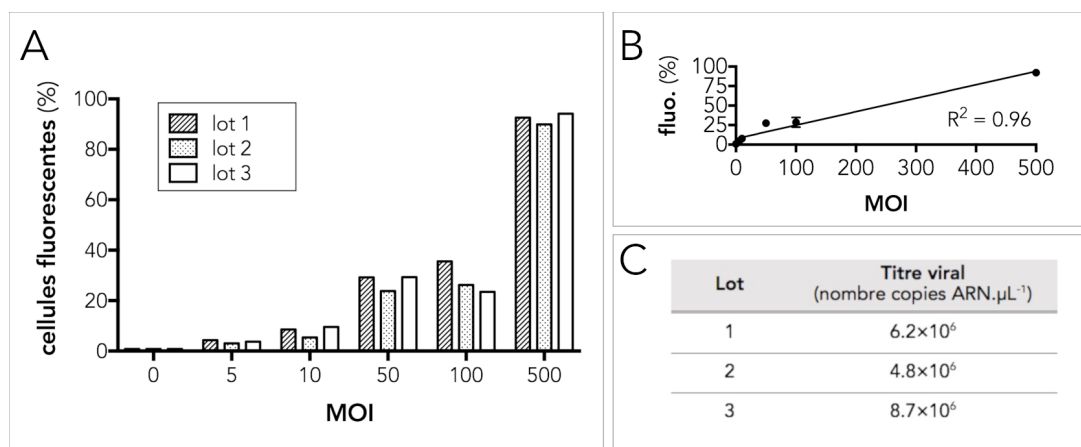 A
cellules fluorescentes (%)
100
80
60
40
20
0
lot 1
lot 2
lot 3
0 5 10 50 100 500
MOI
B
fluo. (%)
100
75
50
25
0
R² = 0.96
0 100 200 300 400 500
MOI
C
Lot Titre viral
(nombre copies ARN.µL⁻¹)
1 6.2×10⁶
2 4.8×10⁶
3 8.7×10⁶